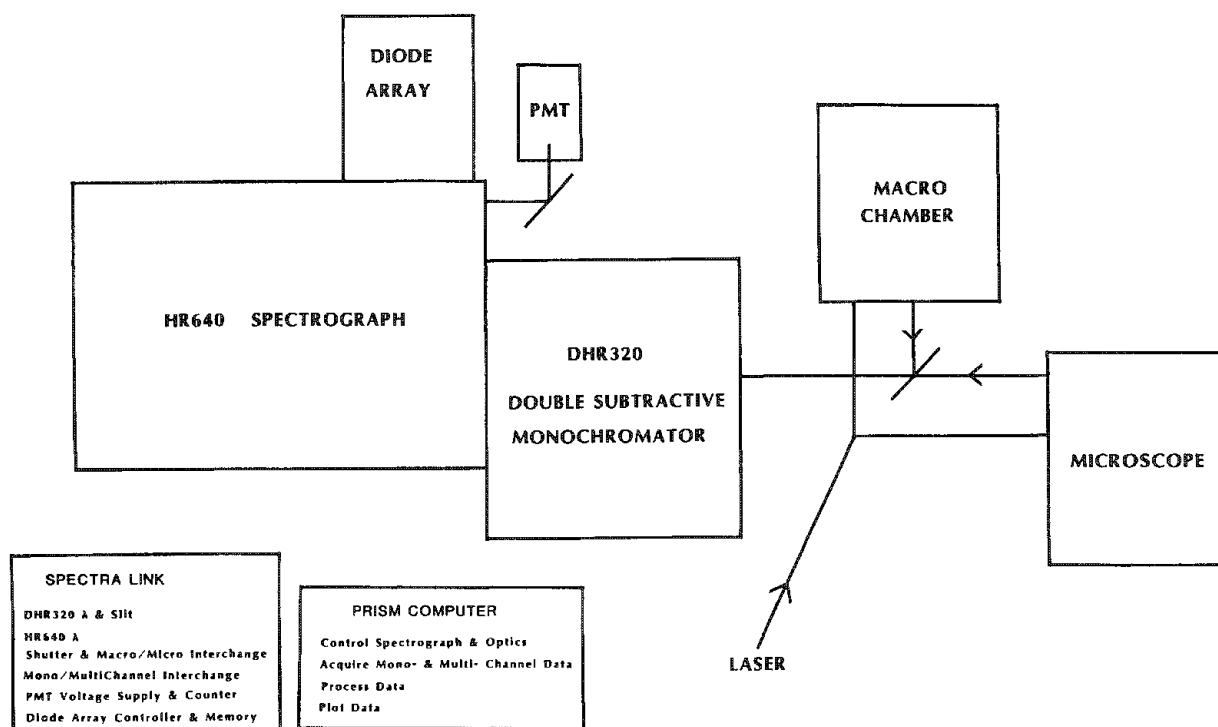 DIODE
ARRAY
PMT
MACRO
CHAMBER
HR640 SPECTROGRAPH
DHR320
DOUBLE SUBTRACTIVE
MONOCHROMATOR
MICROSCOPE
LASER
SPECTRA LINK
DHR320 λ & Slit
HR640 λ
Shutter & Macro/Micro Interchange
Mono/MultiChannel Interchange
PMT Voltage Supply & Counter
Diode Array Controller & Memory
PRISM COMPUTER
Control Spectrograph & Optics
Acquire Mono- & Multi- Channel Data
Process Data
Plot Data